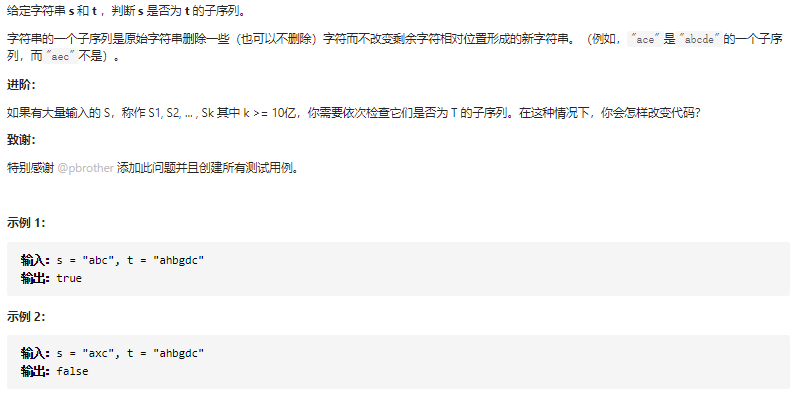 给定字符串 s 和 t ，判断 s 是否为 t 的子序列。
字符串的一个子序列是原始字符串删除一些（也可以不删除）字符而不改变剩余字符相对位置形成的新字符串。（例如，"ace"是"abcde"的一个子序
列，而"aec"不是）。
进阶：
如果有大量输入的 S，称作 S1, S2, ... , Sk 其中 k >= 10亿，你需要依次检查它们是否为 T 的子序列。在这种情况下，你会怎样改变代码？
致谢：
特别感谢 @pbrother 添加此问题并且创建所有测试用例。
示例 1：
输入：s = "abc", t = "ahbgdc"
输出：true
示例 2：
输入：s = "axc", t = "ahbgdc"
输出：false